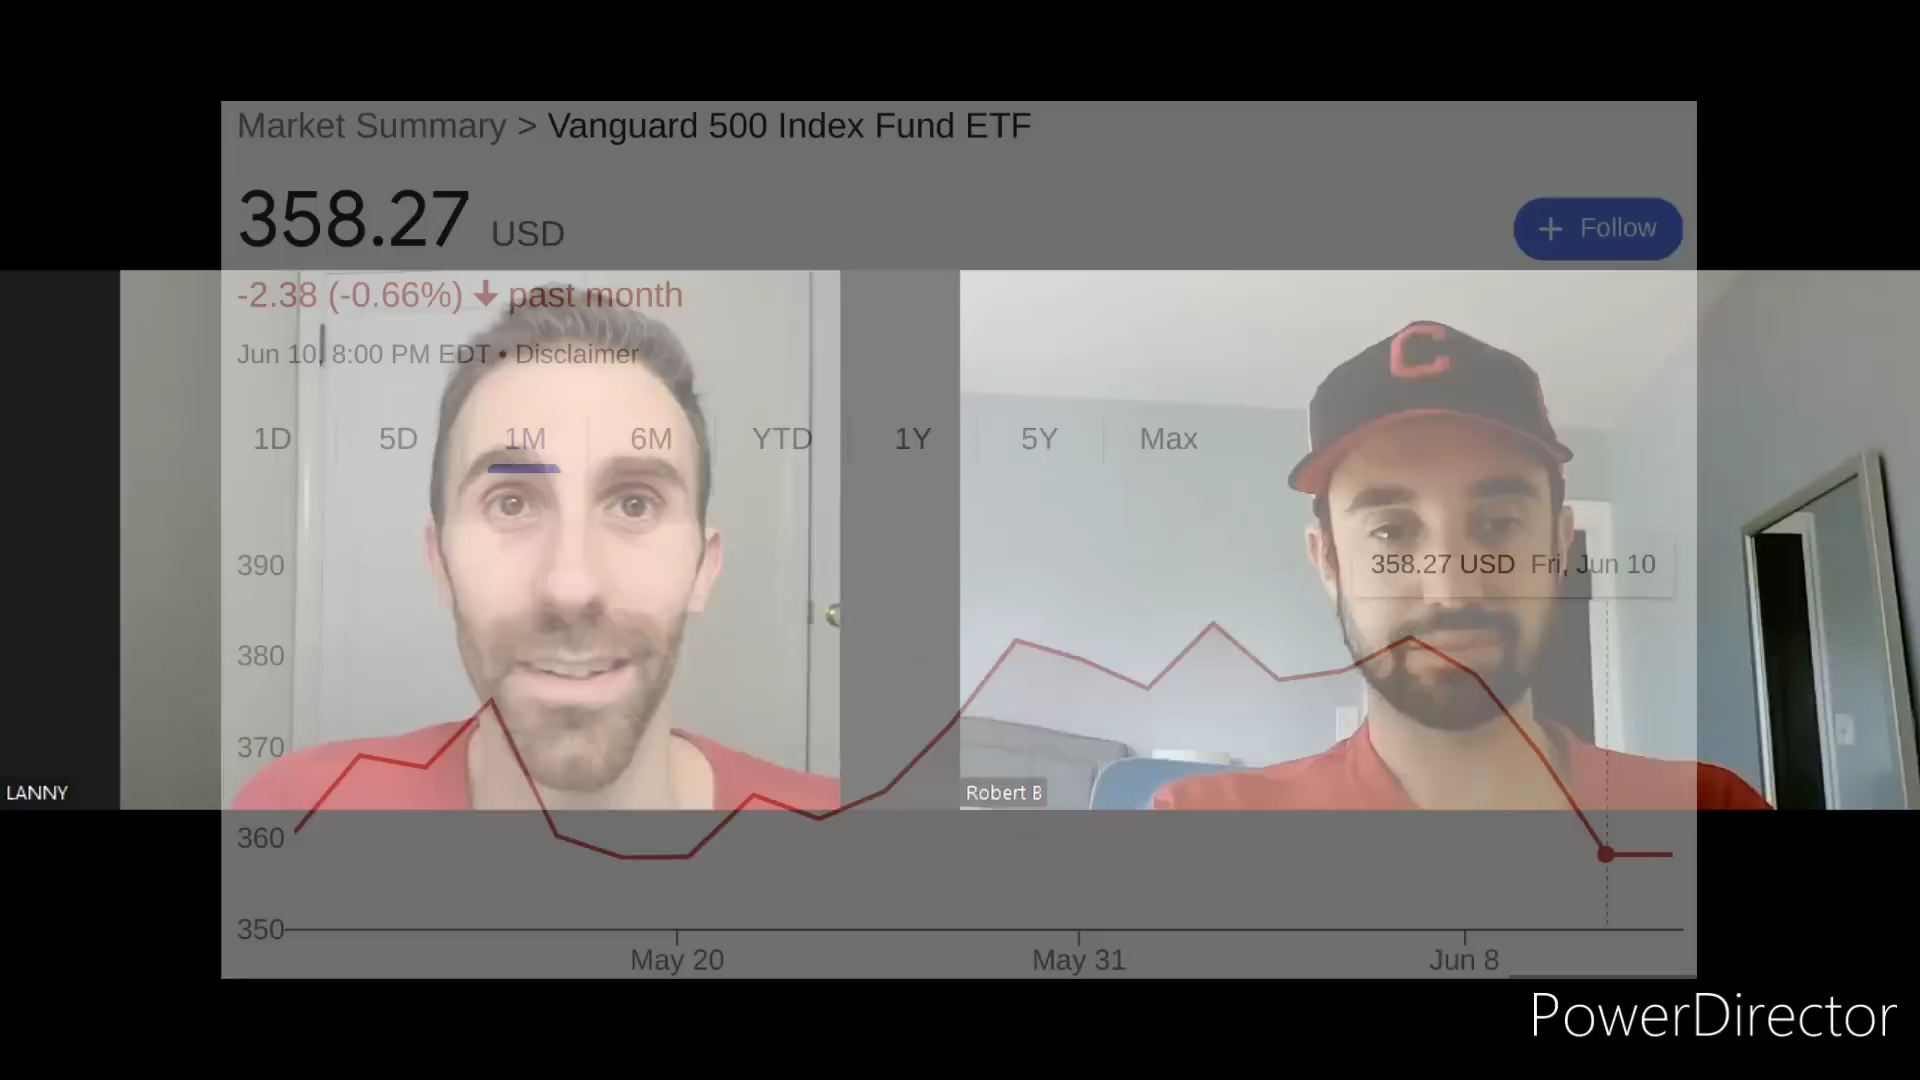 Market Summary > Vanguard 500 Index Fund ETF
358.27 USD
+ Follow
-2.38 (-0.66%) ↓ past month
Jun 10, 8:00 PM EDT • Disclaimer
1D 5D 1M 6M YTD 1Y 5Y Max
C
358.27 USD Fri, Jun 10
390
380
370
360
350
LANNY
Robert B
May 20 May 31 Jun 8
PowerDirector